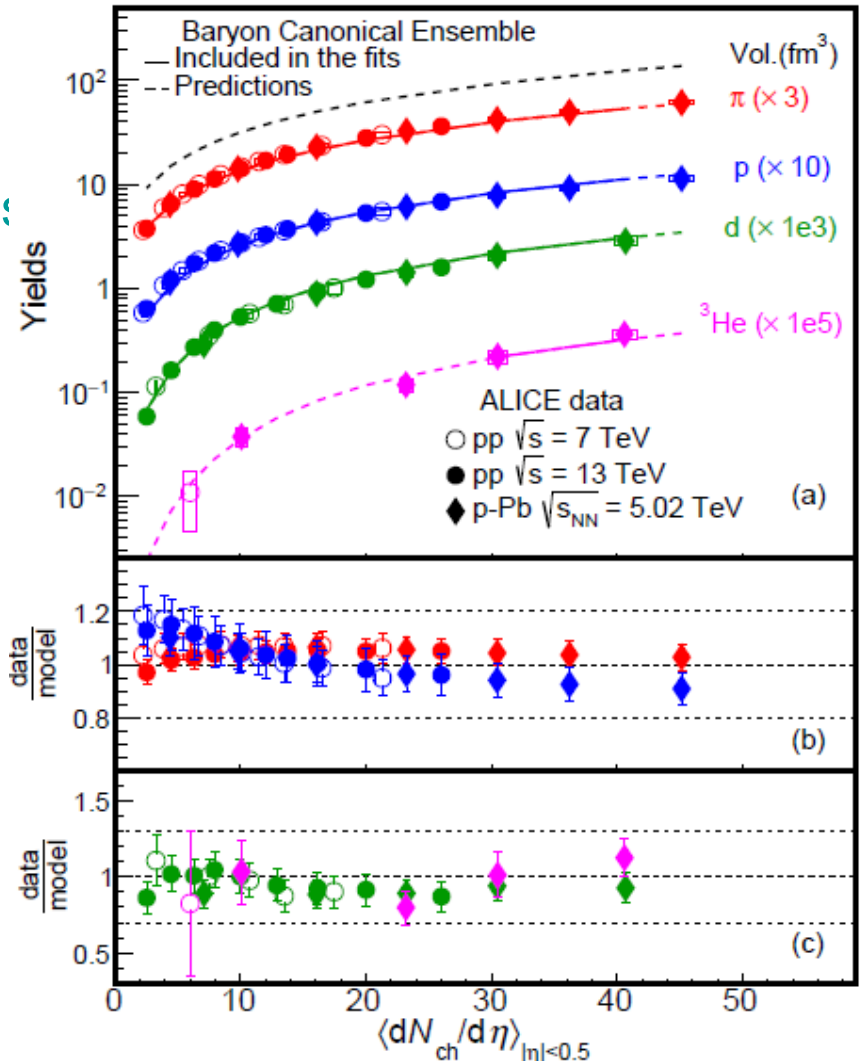 Baryon Canonical Ensemble
Included in the fits
Predictions
Vol.(fm³)
π (× 3)
p (× 10)
d (× 1e3)
³He (× 1e5)
10²
10
1
10⁻¹
10⁻²
Yields
ALICE data
pp √s = 7 TeV
pp √s = 13 TeV
p-Pb √s_NN = 5.02 TeV
(a)
1.2
1.0
0.8
data
model
(b)
1.5
1
0.5
data
model
(c)
0 10 20 30 40 50
⟨dN_ch/dη⟩_|η|<0.5